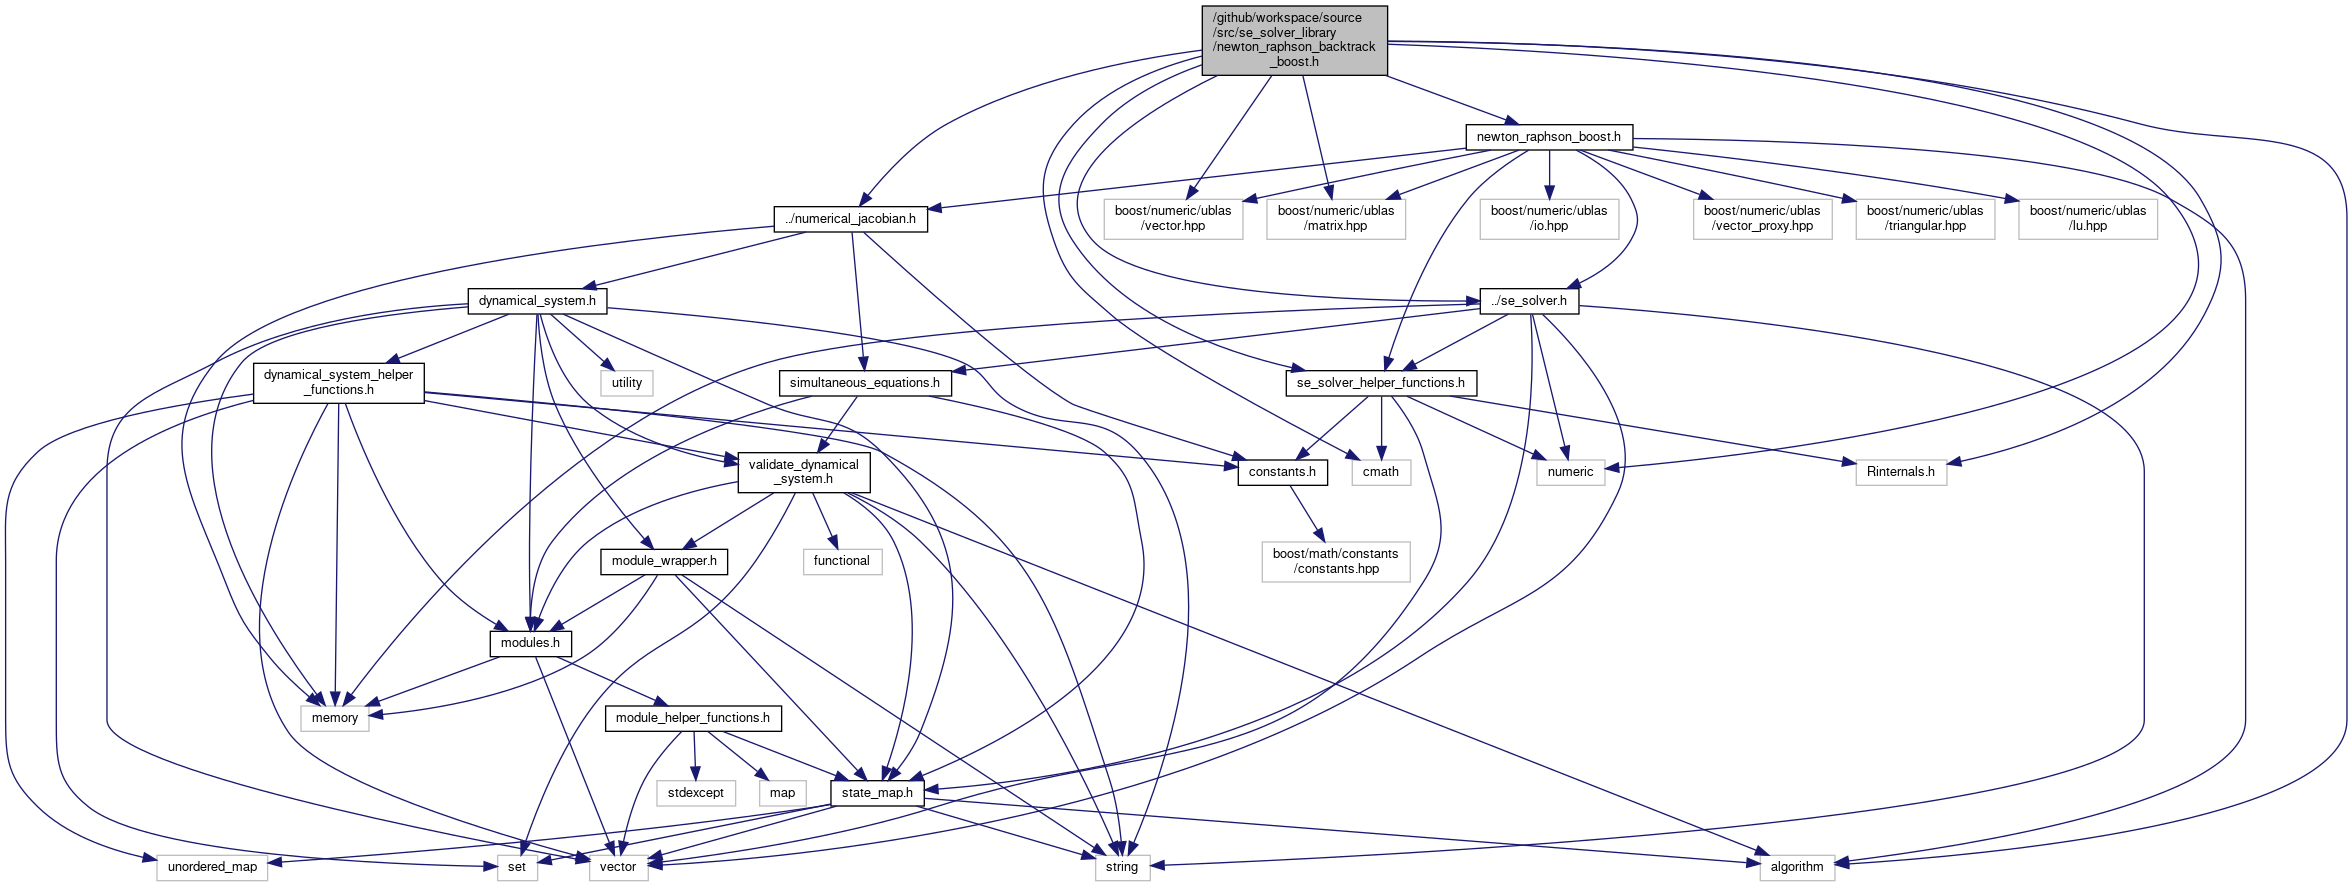 /github/workspace/source
/src/se_solver_library
/newton_raphson_backtrack
_boost.h
newton_raphson_boost.h
../numerical_jacobian.h
boost/numeric/ublas
/vector.hpp
boost/numeric/ublas
/matrix.hpp
boost/numeric/ublas
/io.hpp
boost/numeric/ublas
/vector_proxy.hpp
boost/numeric/ublas
/triangular.hpp
boost/numeric/ublas
/lu.hpp
dynamical_system.h
../se_solver.h
dynamical_system_helper
_functions.h
utility
simultaneous_equations.h
se_solver_helper_functions.h
validate_dynamical
_system.h
constants.h
cmath
numeric
Rinternals.h
module_wrapper.h
functional
boost/math/constants
/constants.hpp
modules.h
memory
module_helper_functions.h
stdexcept
map
state_map.h
unordered_map
set
vector
string
algorithm